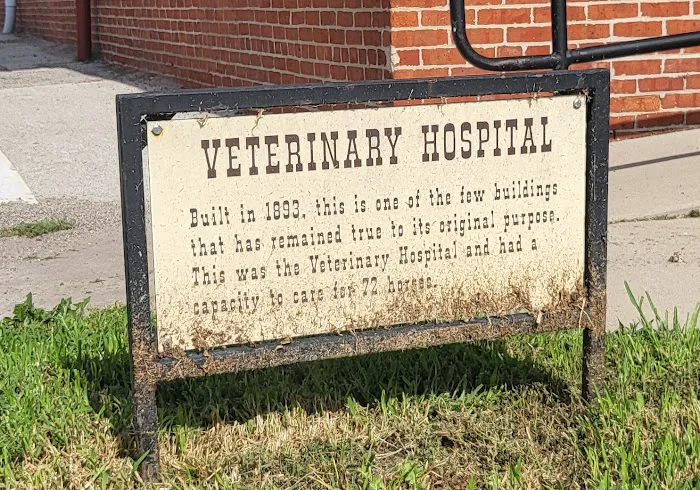 VETERINARY HOSPITAL
Built in 1893, this is one of the few buildings
that has remained true to its original purpose.
This was the Veterinary Hospital and had a
capacity to care for 72 horses.